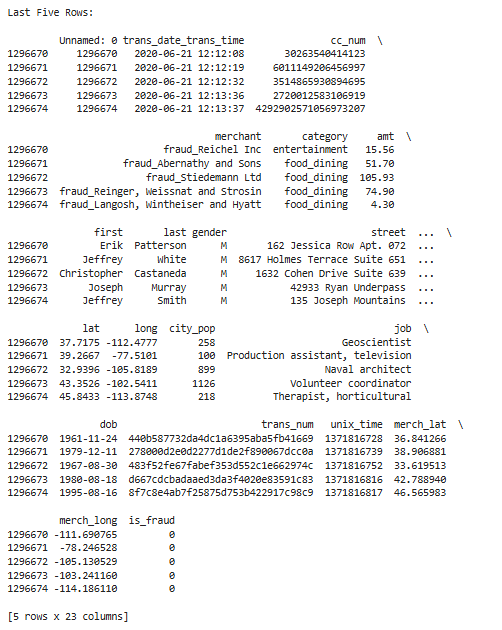 Last Five Rows:
Unnamed: 0 trans_date_trans_time cc_num \
1296670 1296670 2020-06-21 12:12:08 30263540414123
1296671 1296671 2020-06-21 12:12:19 6011149206456997
1296672 1296672 2020-06-21 12:12:32 3514865930894695
1296673 1296673 2020-06-21 12:13:36 2720012583106919
1296674 1296674 2020-06-21 12:13:37 4292902571056973207
merchant category amt \
1296670 fraud_Reichel Inc entertainment 15.56
1296671 fraud_Abernathy and Sons food_dining 51.70
1296672 fraud_Stiedemann Ltd food_dining 105.93
1296673 fraud_Reinger, Weissnat and Strosin food_dining 74.90
1296674 fraud_Langosh, Wintheiser and Hyatt food_dining 4.30
first last gender street ... \
1296670 Erik Patterson M 162 Jessica Row Apt. 072 ...
1296671 Jeffrey White M 8617 Holmes Terrace Suite 651 ...
1296672 Christopher Castaneda M 1632 Cohen Drive Suite 639 ...
1296673 Joseph Murray M 42933 Ryan Underpass ...
1296674 Jeffrey Smith M 135 Joseph Mountains ...
lat long city_pop job \
1296670 37.7175 -112.4777 258 Geoscientist
1296671 39.2667 -77.5101 100 Production assistant, television
1296672 32.9396 -105.8189 899 Naval architect
1296673 43.3526 -102.5411 1126 Volunteer coordinator
1296674 45.8433 -113.8748 218 Therapist, horticultural
dob trans_num unix_time merch_lat \
1296670 1961-11-24 440b587732da4dc1a6395aba5fb41669 1371816728 36.841266
1296671 1979-12-11 278000d2e0d2277d1de2f890067dcc0a 1371816739 38.906881
1296672 1967-08-30 483f52fe67fabef353d552c1e662974c 1371816752 33.619513
1296673 1980-08-18 d667cdcbadaaed3da3f4020e83591c83 1371816816 42.788940
1296674 1995-08-16 8f7c8e4ab7f25875d753b422917c98c9 1371816817 46.565983
merch_long is_fraud
1296670 -111.690765 0
1296671 -78.246528 0
1296672 -105.130529 0
1296673 -103.241160 0
1296674 -114.186110 0
[5 rows x 23 columns]